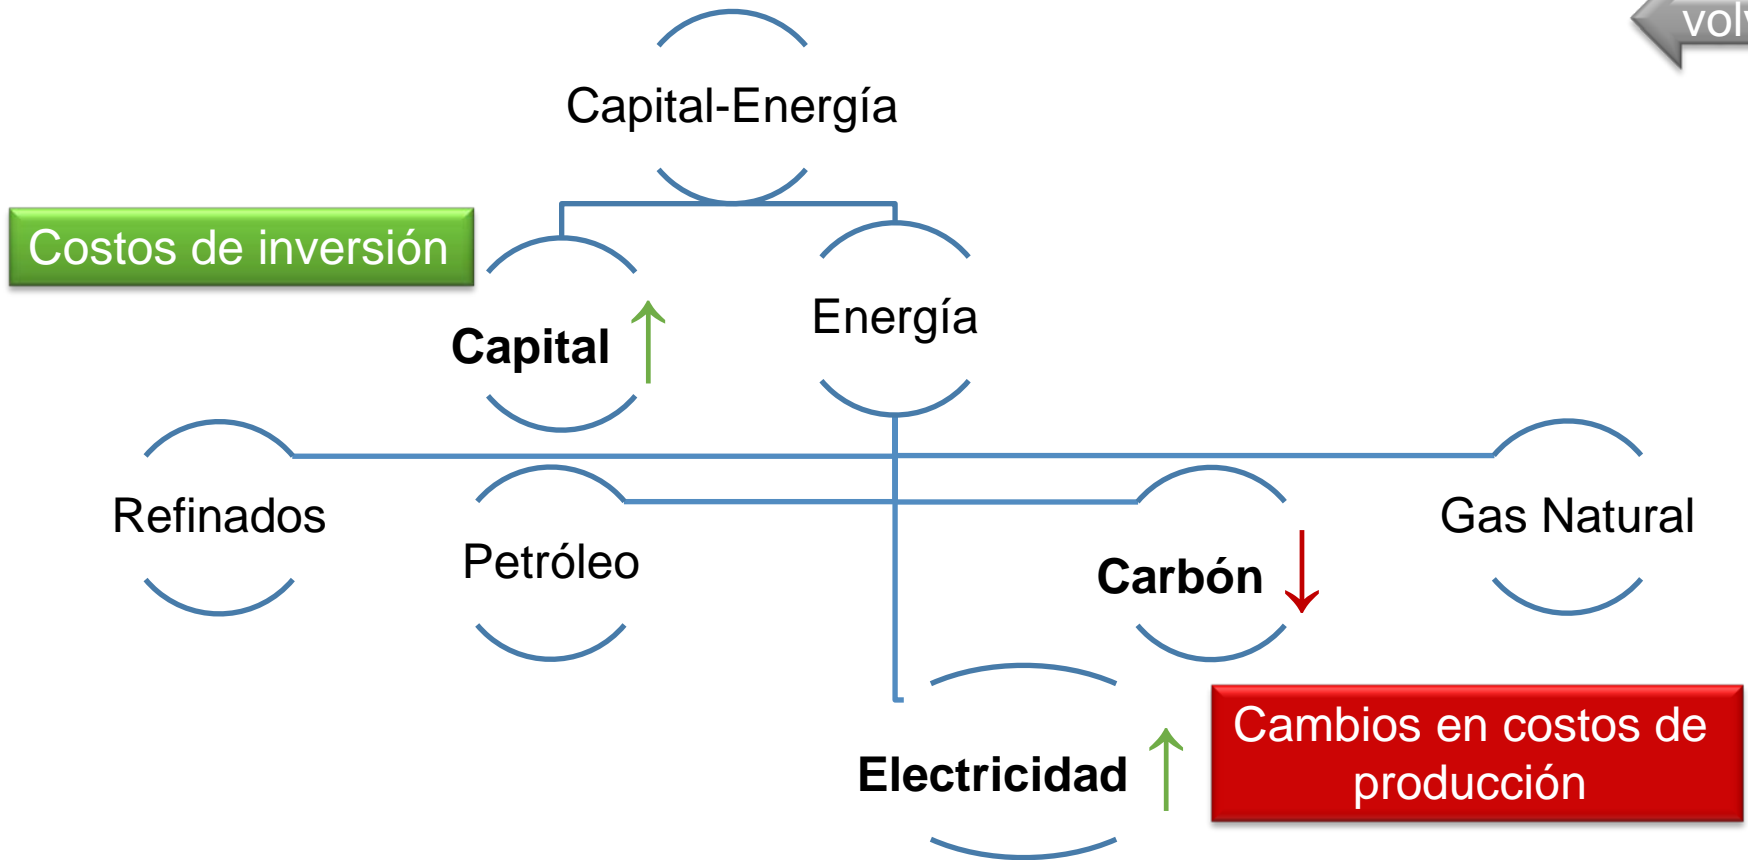 Capital-Energía
Costos de inversión
Capital
Energía
Refinados
Petróleo
Carbón
Gas Natural
Electricidad
Cambios en costos de
producción